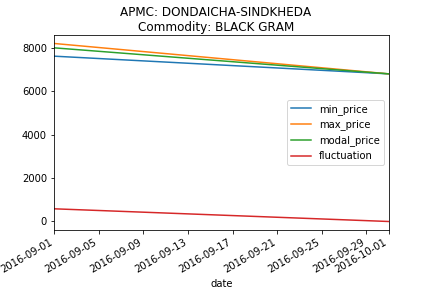 APMC: DONDAICHA-SINDKHEDA
Commodity: BLACK GRAM
8000
6000
4000
2000
0
min_price
max_price
modal_price
fluctuation
2016-09-01
2016-09-05
2016-09-09
2016-09-13
2016-09-17
2016-09-21
2016-09-25
2016-09-29
2016-10-01
date